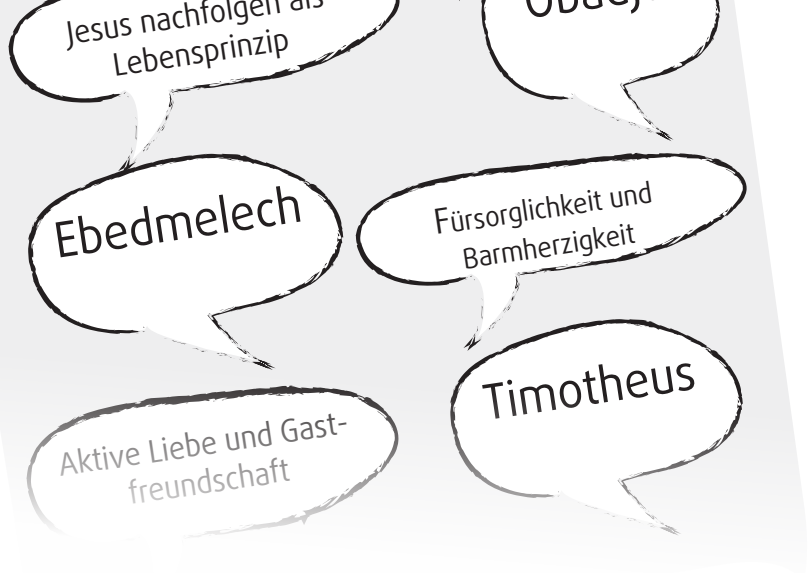 Jesus nachfolgen als
Lebensprinzip
Ebedmelech
Fürsorglichkeit und
Barmherzigkeit
Timotheus
Aktive Liebe und Gast-
freundschaft